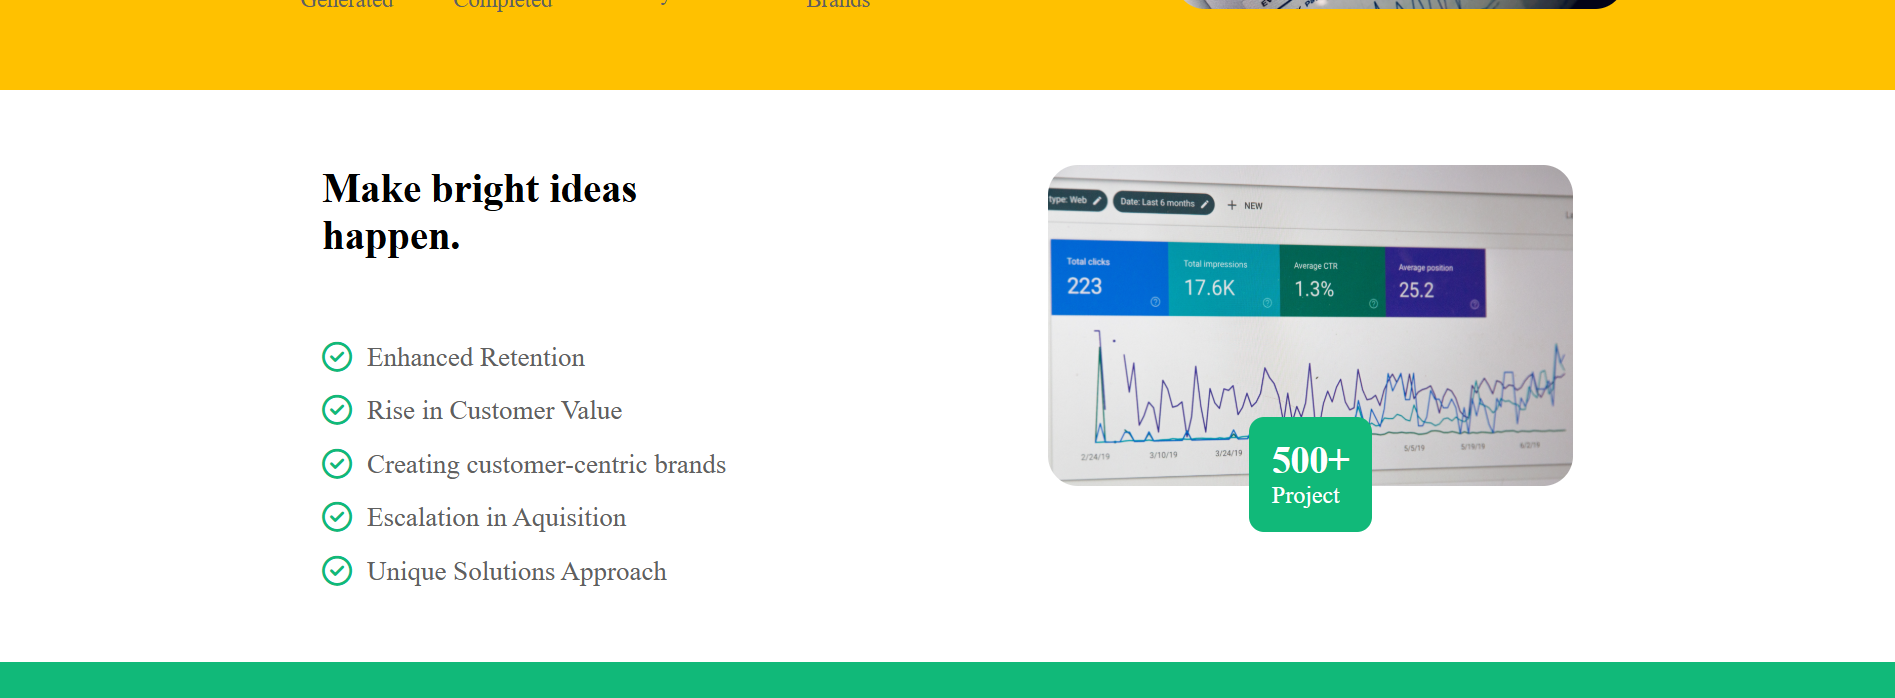 Generated Completed Brands
Make bright ideas
happen.
Enhanced Retention
Rise in Customer Value
Creating customer-centric brands
Escalation in Aquisition
Unique Solutions Approach
type: Web
Date: Last 6 months
+ NEW
Total clicks
223
Total impressions
17.6K
Average CTR
1.3%
Average position
25.2
2/24/19 3/10/19 3/24/19 5/5/19 5/19/19 6/2/19
500+
Project